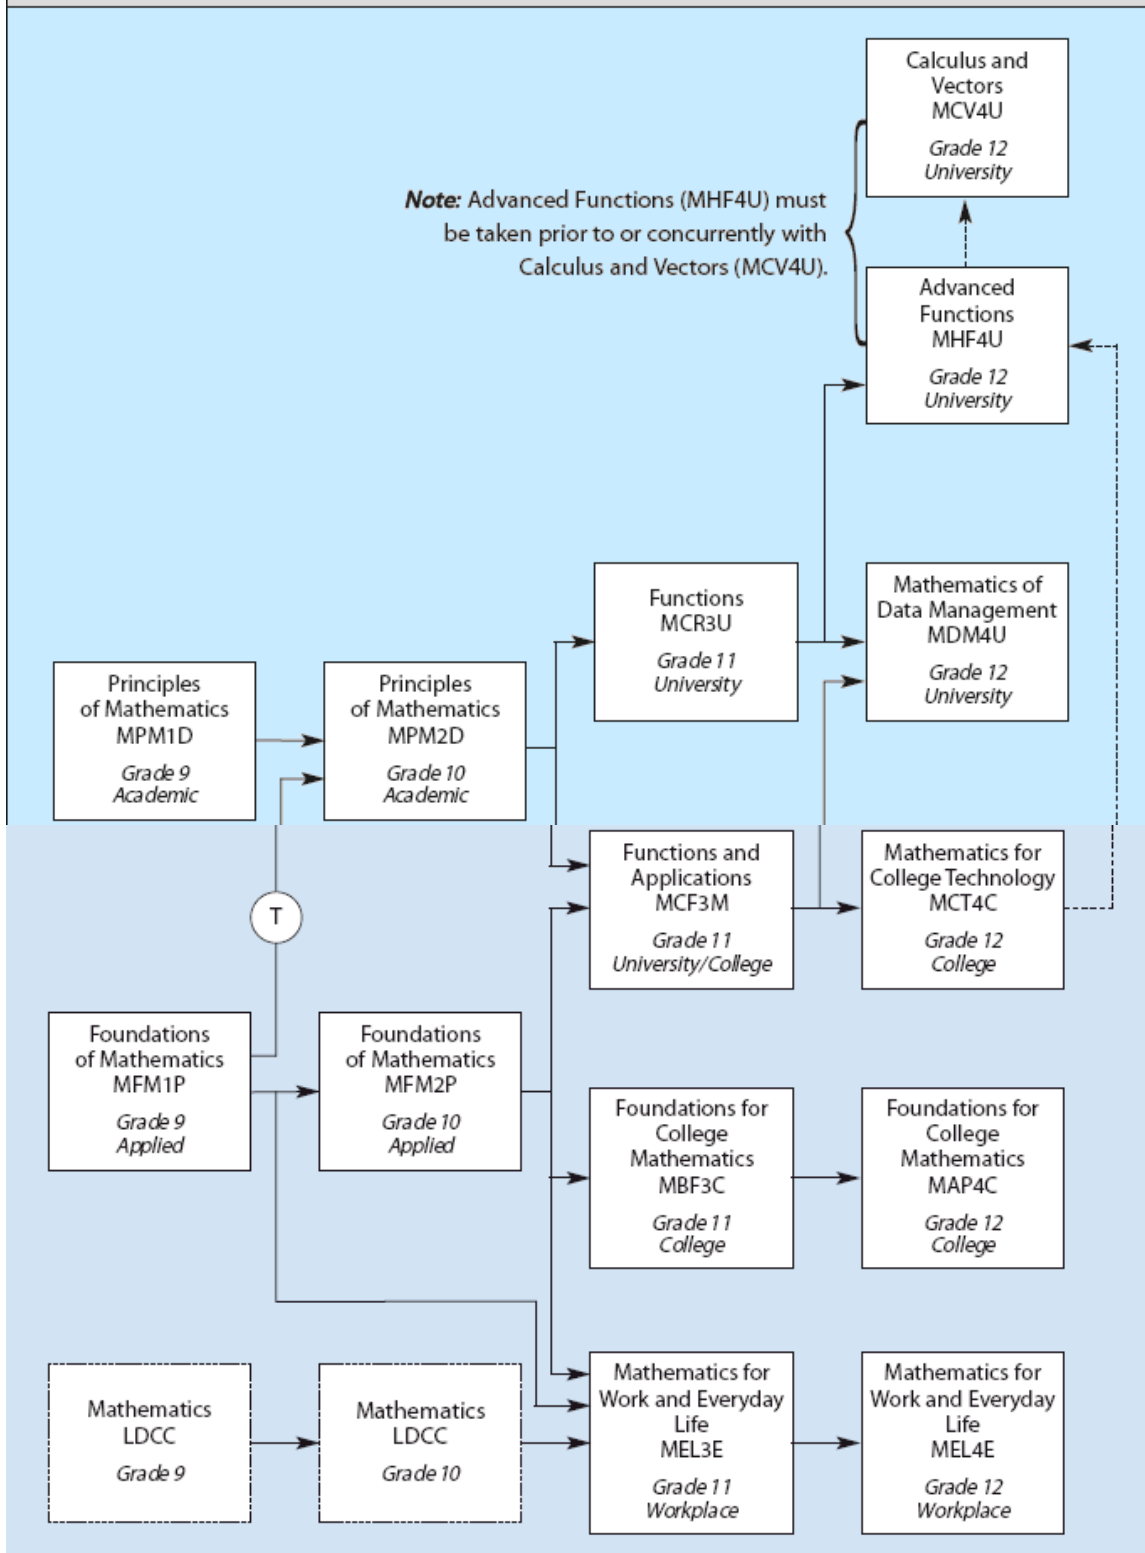 Calculus and
Vectors
MCV4U
Grade 12
University
Note: Advanced Functions (MHF4U) must
be taken prior to or concurrently with
Calculus and Vectors (MCV4U).
Advanced
Functions
MHF4U
Grade 12
University
Functions
MCR3U
Grade 11
University
Mathematics of
Data Management
MDM4U
Grade 12
University
Principles
of Mathematics
MPM1D
Grade 9
Academic
Principles
of Mathematics
MPM2D
Grade 10
Academic
T
Functions and
Applications
MCF3M
Grade 11
University/College
Mathematics for
College Technology
MCT4C
Grade 12
College
Foundations
of Mathematics
MFM1P
Grade 9
Applied
Foundations
of Mathematics
MFM2P
Grade 10
Applied
Foundations for
College
Mathematics
MBF3C
Grade 11
College
Foundations for
College
Mathematics
MAP4C
Grade 12
College
Mathematics
LDCC
Grade 9
Mathematics
LDCC
Grade 10
Mathematics for
Work and Everyday
Life
MEL3E
Grade 11
Workplace
Mathematics for
Work and Everyday
Life
MEL4E
Grade 12
Workplace